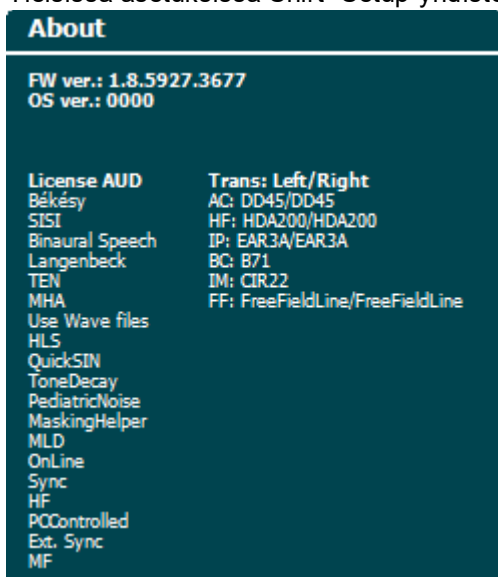 About
FW ver.: 1.8.5927.3677
OS ver.: 0000
License AUD
Békésy
SISI
Binaural Speech
Langenbeck
TEN
MHA
Use Wave files
HLS
QuickSIN
ToneDecay
PediatricNoise
MaskingHelper
MLD
OnLine
Sync
HF
PCControlled
Ext. Sync
MF
Trans: Left/Right
AC: DD45/DD45
HF: HDA200/HDA200
IP: EAR3A/EAR3A
BC: B71
IM: CIR22
FF: FreeFieldLine/FreeFieldLine